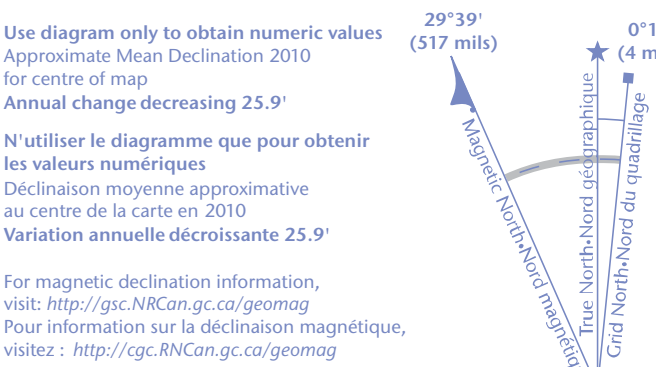 Use diagram only to obtain numeric values
Approximate Mean Declination 2010
for centre of map
Annual change decreasing 25.9'
N'utiliser le diagramme que pour obtenir
les valeurs numériques
Déclinaison moyenne approximative
au centre de la carte en 2010
Variation annuelle décroissante 25.9'
For magnetic declination information,
visit: http://gsc.NRCan.gc.ca/geomag
Pour information sur la déclinaison magnétique,
visitez : http://cgc.RNCan.gc.ca/geomag
29°39'
(517 mils)
(4
Magnetic North•Nord
True North•Nord géographique
Grid North•Nord du quadrillage